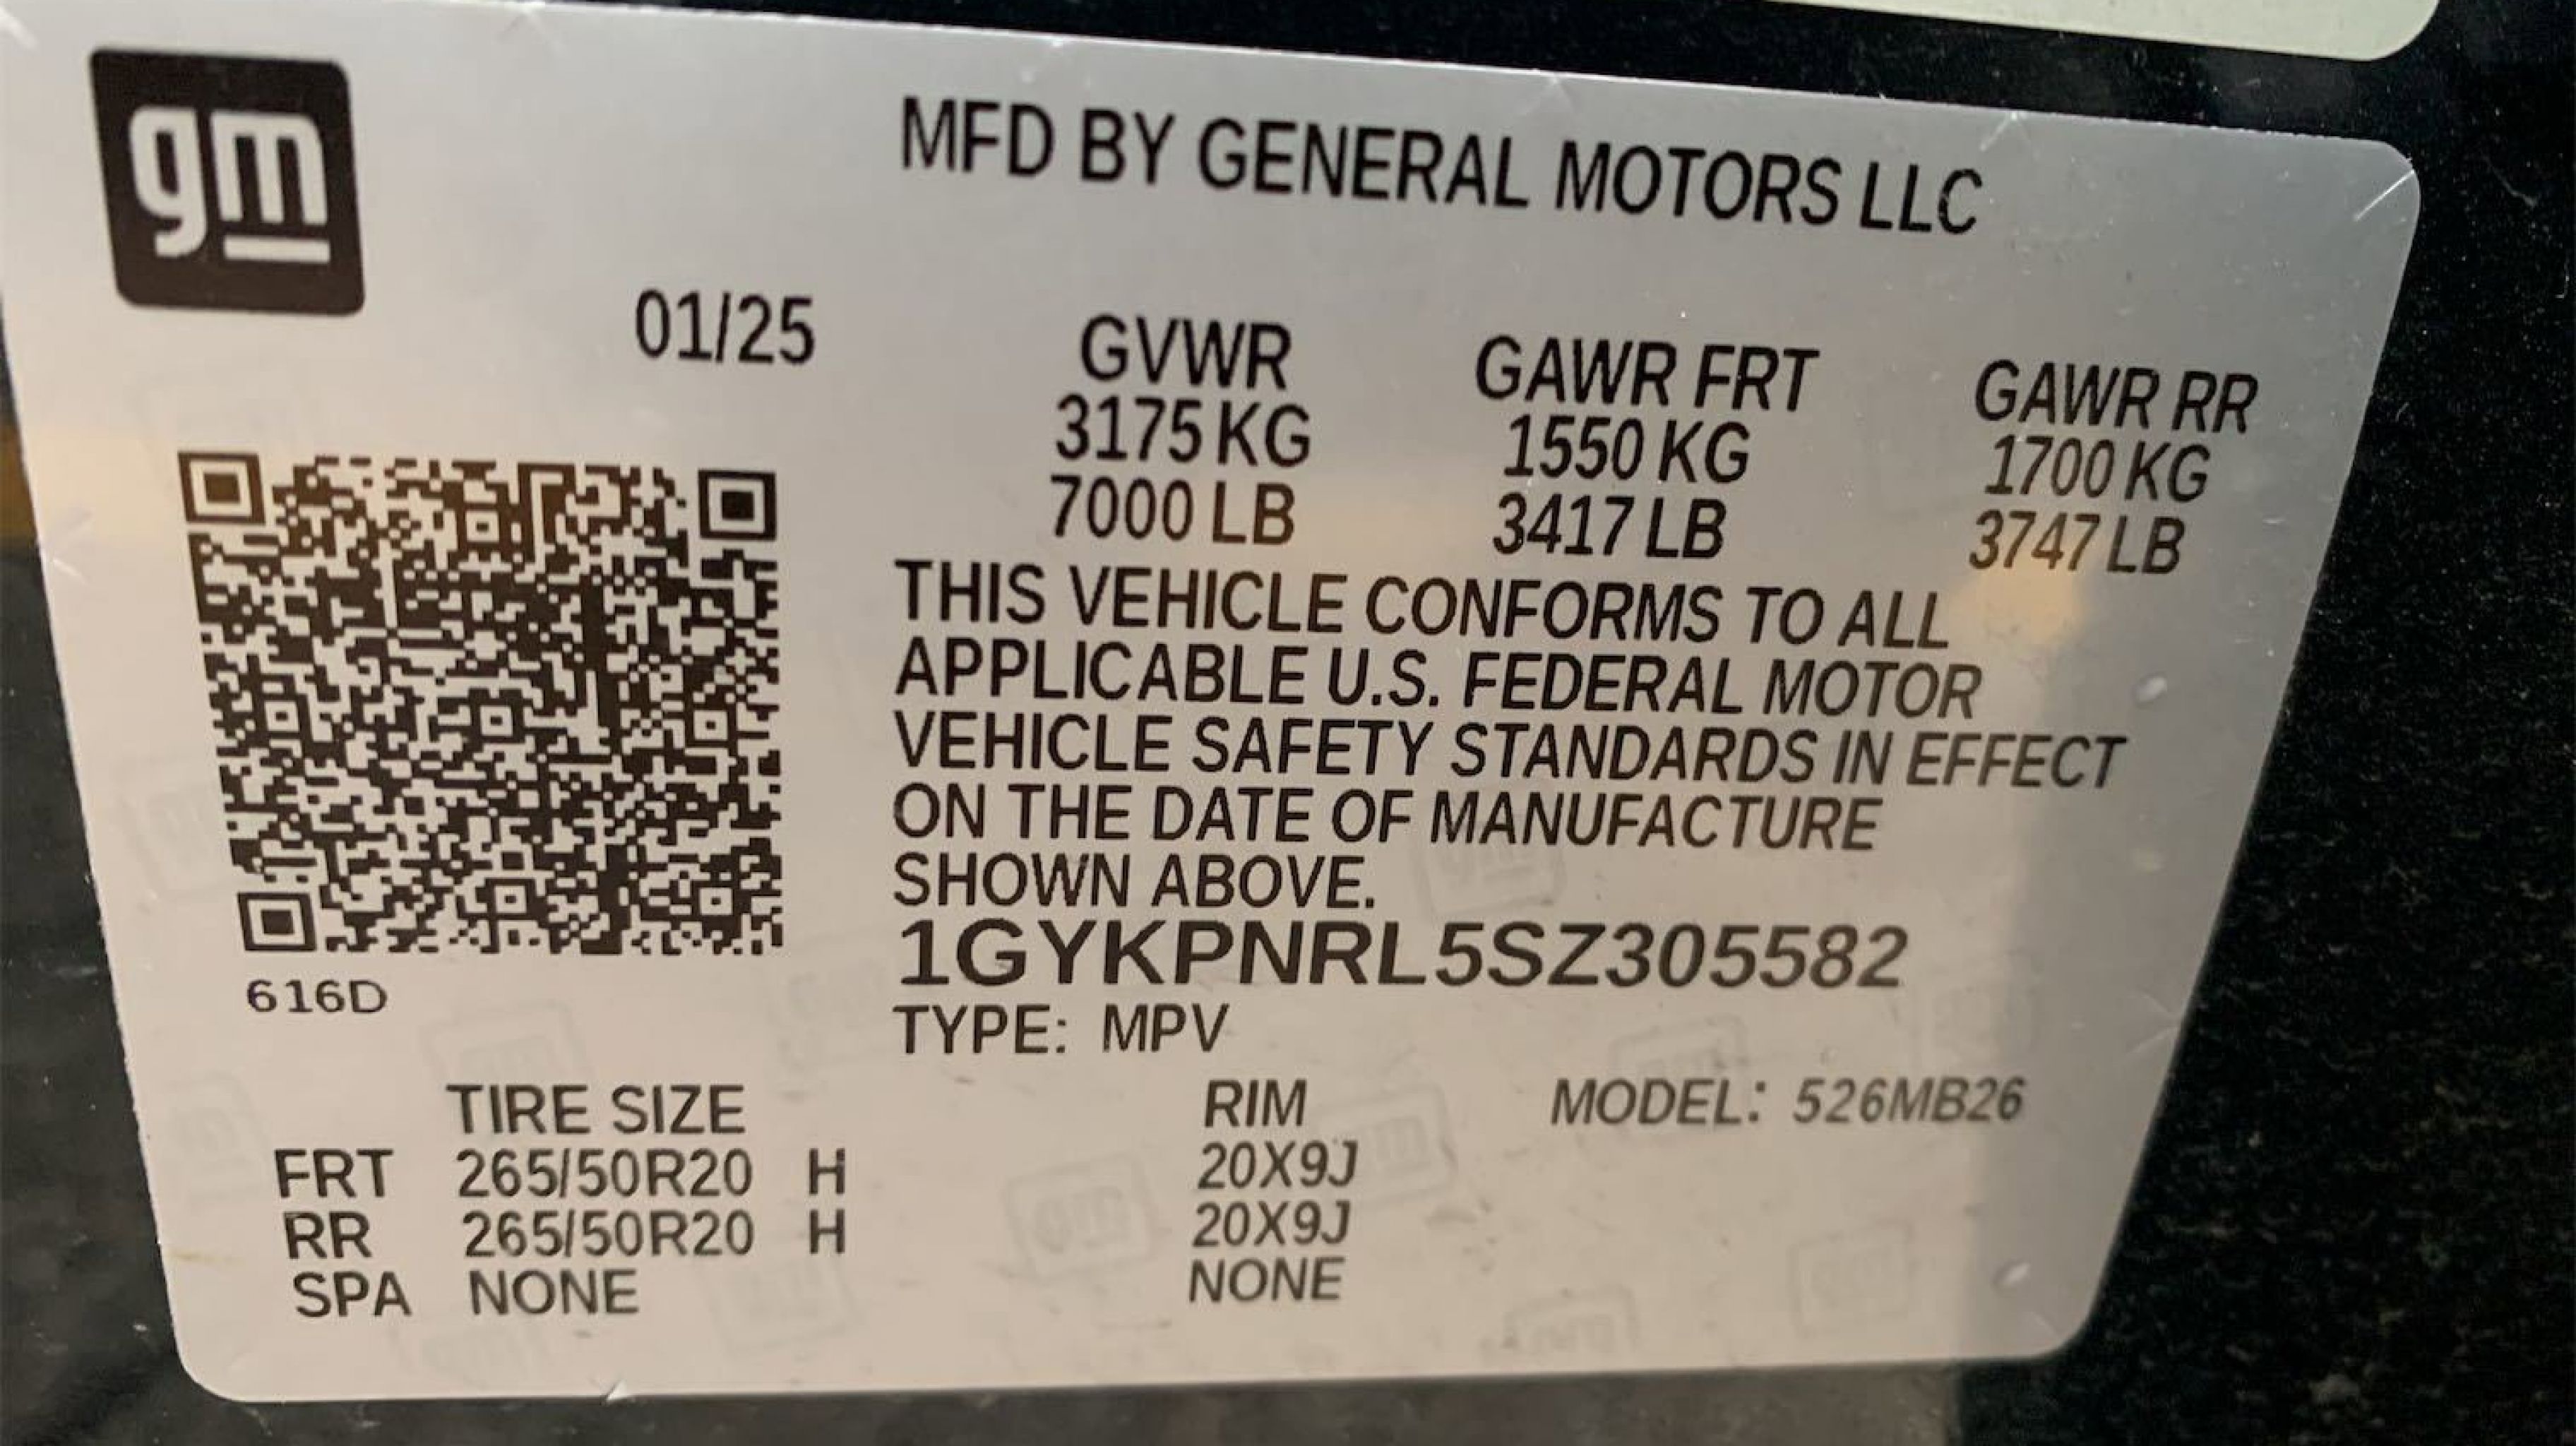 gm
MFD BY GENERAL MOTORS LLC
01/25
GVWR GAWR FRT GAWR RR
3175 KG 1550 KG 1700 KG
7000 LB 3417 LB 3747 LB
THIS VEHICLE CONFORMS TO ALL
APPLICABLE U.S. FEDERAL MOTOR
VEHICLE SAFETY STANDARDS IN EFFECT
ON THE DATE OF MANUFACTURE
SHOWN ABOVE.
1GYKPNRL5SZ305582
616D
TYPE: MPV
TIRE SIZE RIM MODEL: 526MB26
FRT 265/50R20 H 20X9J
RR 265/50R20 H 20X9J
SPA NONE NONE